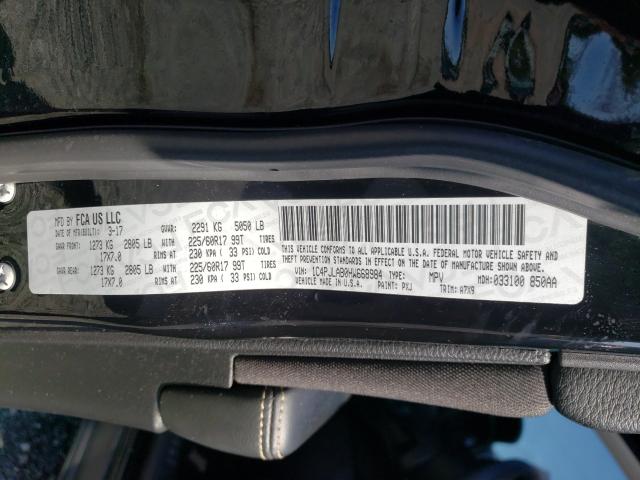 MFD BY FCA US LLC
DATE OF MFR(BUILT): 3-17 GVWR: 2291 KG 5050 LB
GAWR FRONT: 1273 KG 2805 LB WITH 225/60R17 99T TIRES
17X7.0 RIMS AT 230 KPA ( 33 PSI) COLD
GAWR REAR: 1273 KG 2805 LB WITH 225/60R17 99T TIRES
17X7.0 RIMS AT 230 KPA ( 33 PSI) COLD
THIS VEHICLE CONFORMS TO ALL APPLICABLE U.S.A. FEDERAL MOTOR VEHICLE SAFETY AND
THEFT PREVENTION STANDARDS IN EFFECT ON THE DATE OF MANUFACTURE SHOWN ABOVE.
VIN: 1C4PJLAB0HW668984 TYPE: MPV MDH: 033100 850AA
VEHICLE MADE IN U.S.A. PAINT: PXJ TRIM: A7X9